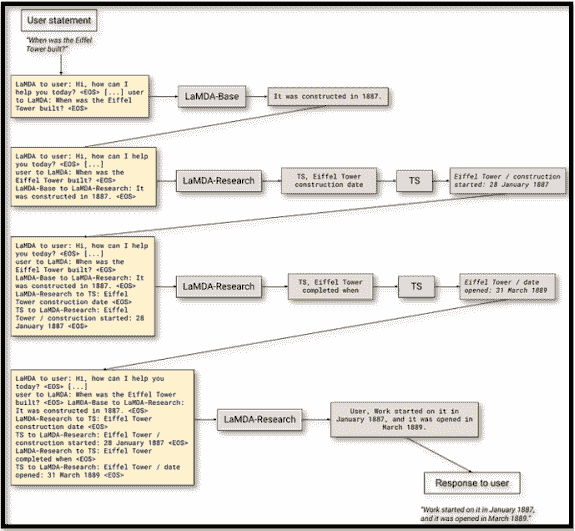 User statement
"When was the Eiffel
Tower built?"
LaMDA to user: Hi, how can I
help you today? <EOS> [...] user
to LaMDA: When was the Eiffel
Tower built? <EOS>
LaMDA-Base
It was constructed in 1887.
LaMDA to user: Hi, how can I help
you today? <EOS> [...]
user to LaMDA: When was the
Eiffel Tower built? <EOS>
LaMDA-Base to LaMDA-Research: It
was constructed in 1887. <EOS>
LaMDA-Research
TS, Eiffel Tower
construction date
TS
Eiffel Tower / construction
started: 28 January 1887
LaMDA to user: Hi, how can I help
you today? <EOS> [...]
user to LaMDA: When was the
Eiffel Tower built? <EOS>
LaMDA-Base to LaMDA-Research: It
was constructed in 1887. <EOS>
LaMDA-Research to TS: Eiffel
Tower construction date <EOS>
TS to LaMDA-Research: Eiffel
Tower / construction started: 28
January 1887 <EOS>
LaMDA-Research
TS, Eiffel Tower
completed when
TS
Eiffel Tower / date
opened: 31 March 1889
LaMDA to user: Hi, how can I help you
today? <EOS> [...]
user to LaMDA: When was the Eiffel Tower
built? <EOS> LaMDA-Base to LaMDA-Research:
It was constructed in 1887. <EOS>
LaMDA-Research to TS: Eiffel Tower
construction date <EOS>
TS to LaMDA-Research: Eiffel Tower /
construction started: 28 January 1887 <EOS>
LaMDA-Research to TS: Eiffel Tower
completed when <EOS>
TS to LaMDA-Research: Eiffel Tower / date
opened: 31 March 1889 <EOS>
LaMDA-Research
User, Work started on it in
January 1887, and it was opened in
March 1889.
Response to user
"Work started on it in January 1887,
and it was opened in March 1889."